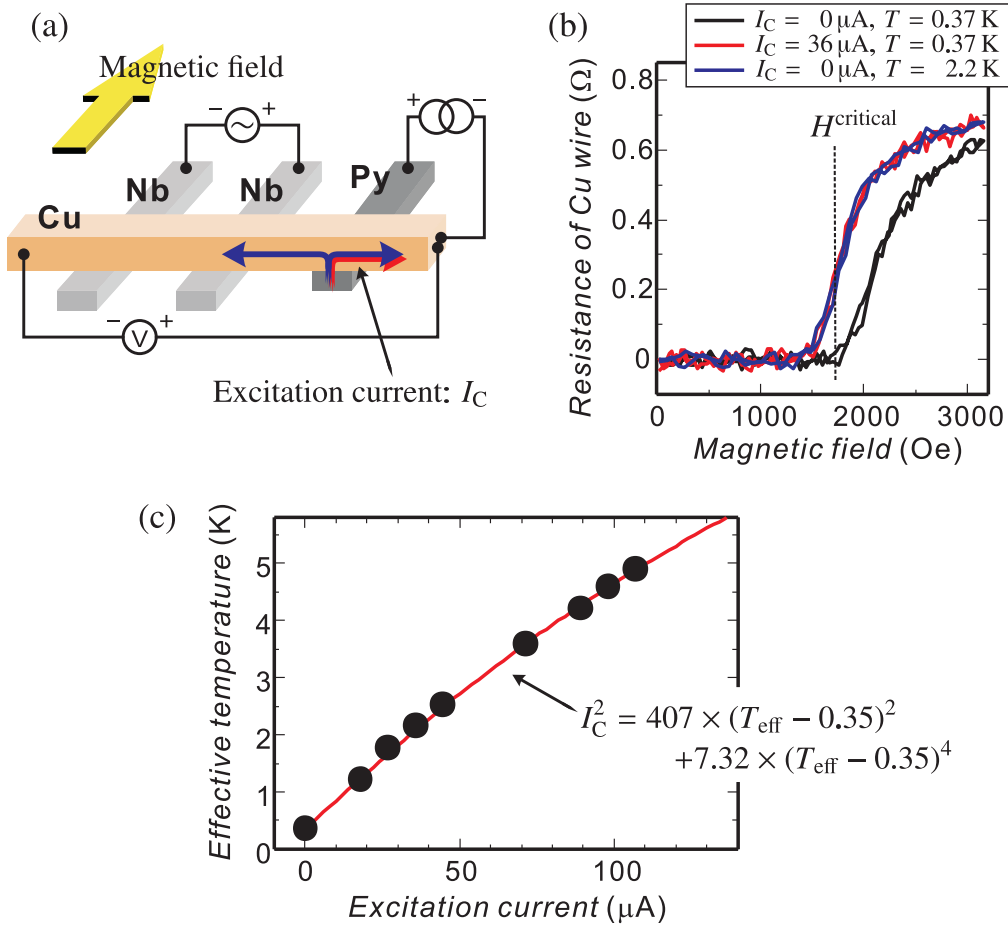 (a)
Magnetic field
− ~ +
+ −
Nb
Nb
Py
Cu
− V +
Excitation current: I_C
(b)
I_C = 0 μA, T = 0.37 K
I_C = 36 μA, T = 0.37 K
I_C = 0 μA, T = 2.2 K
H^critical
Resistance of Cu wire (Ω)
0.8
0.6
0.4
0.2
0
0 1000 2000 3000
Magnetic field (Oe)
(c)
Effective temperature (K)
5
4
3
2
1
0
I_C^2 = 407 × (T_eff − 0.35)^2
+7.32 × (T_eff − 0.35)^4
0 50 100
Excitation current (μA)